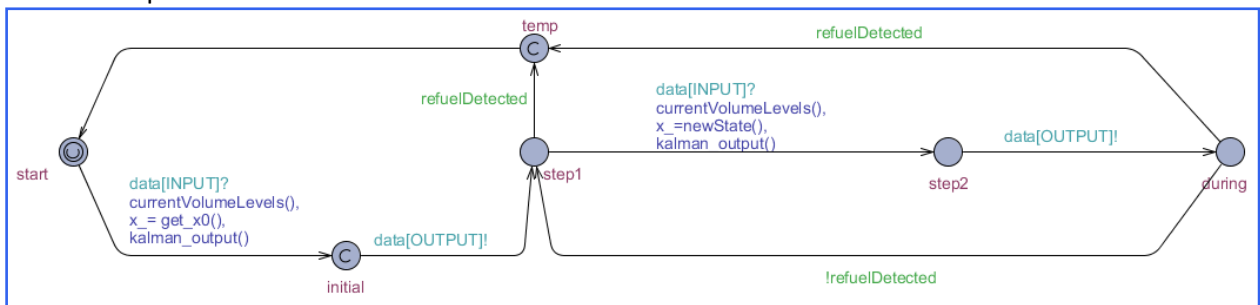 temp
refuelDetected
refuelDetected
data[INPUT]?
currentVolumeLevels(),
x_=newState(),
kalman_output()
data[OUTPUT]!
start
step1
step2
during
data[INPUT]?
currentVolumeLevels(),
x_= get_x0(),
kalman_output()
data[OUTPUT]!
initial
!refuelDetected
C
C